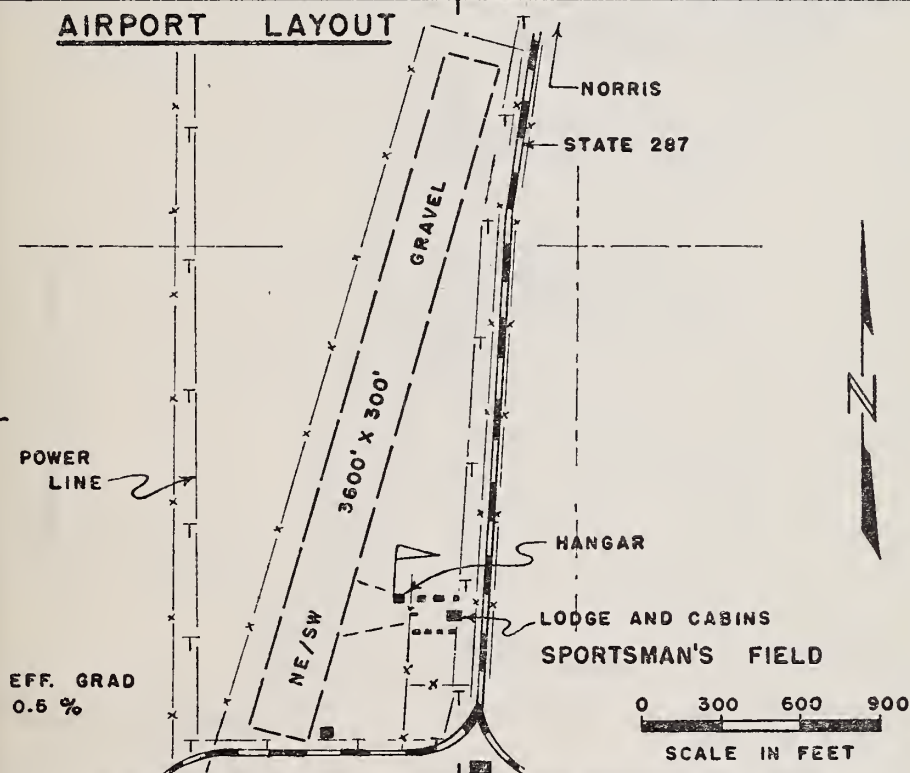 AIRPORT LAYOUT
NORRIS
STATE 287
GRAVEL
3600' X 300'
N
POWER
LINE
HANGAR
LODGE AND CABINS
NE/SW
SPORTSMAN'S FIELD
EFF. GRAD
0.5 %
0 300 600 900
SCALE IN FEET